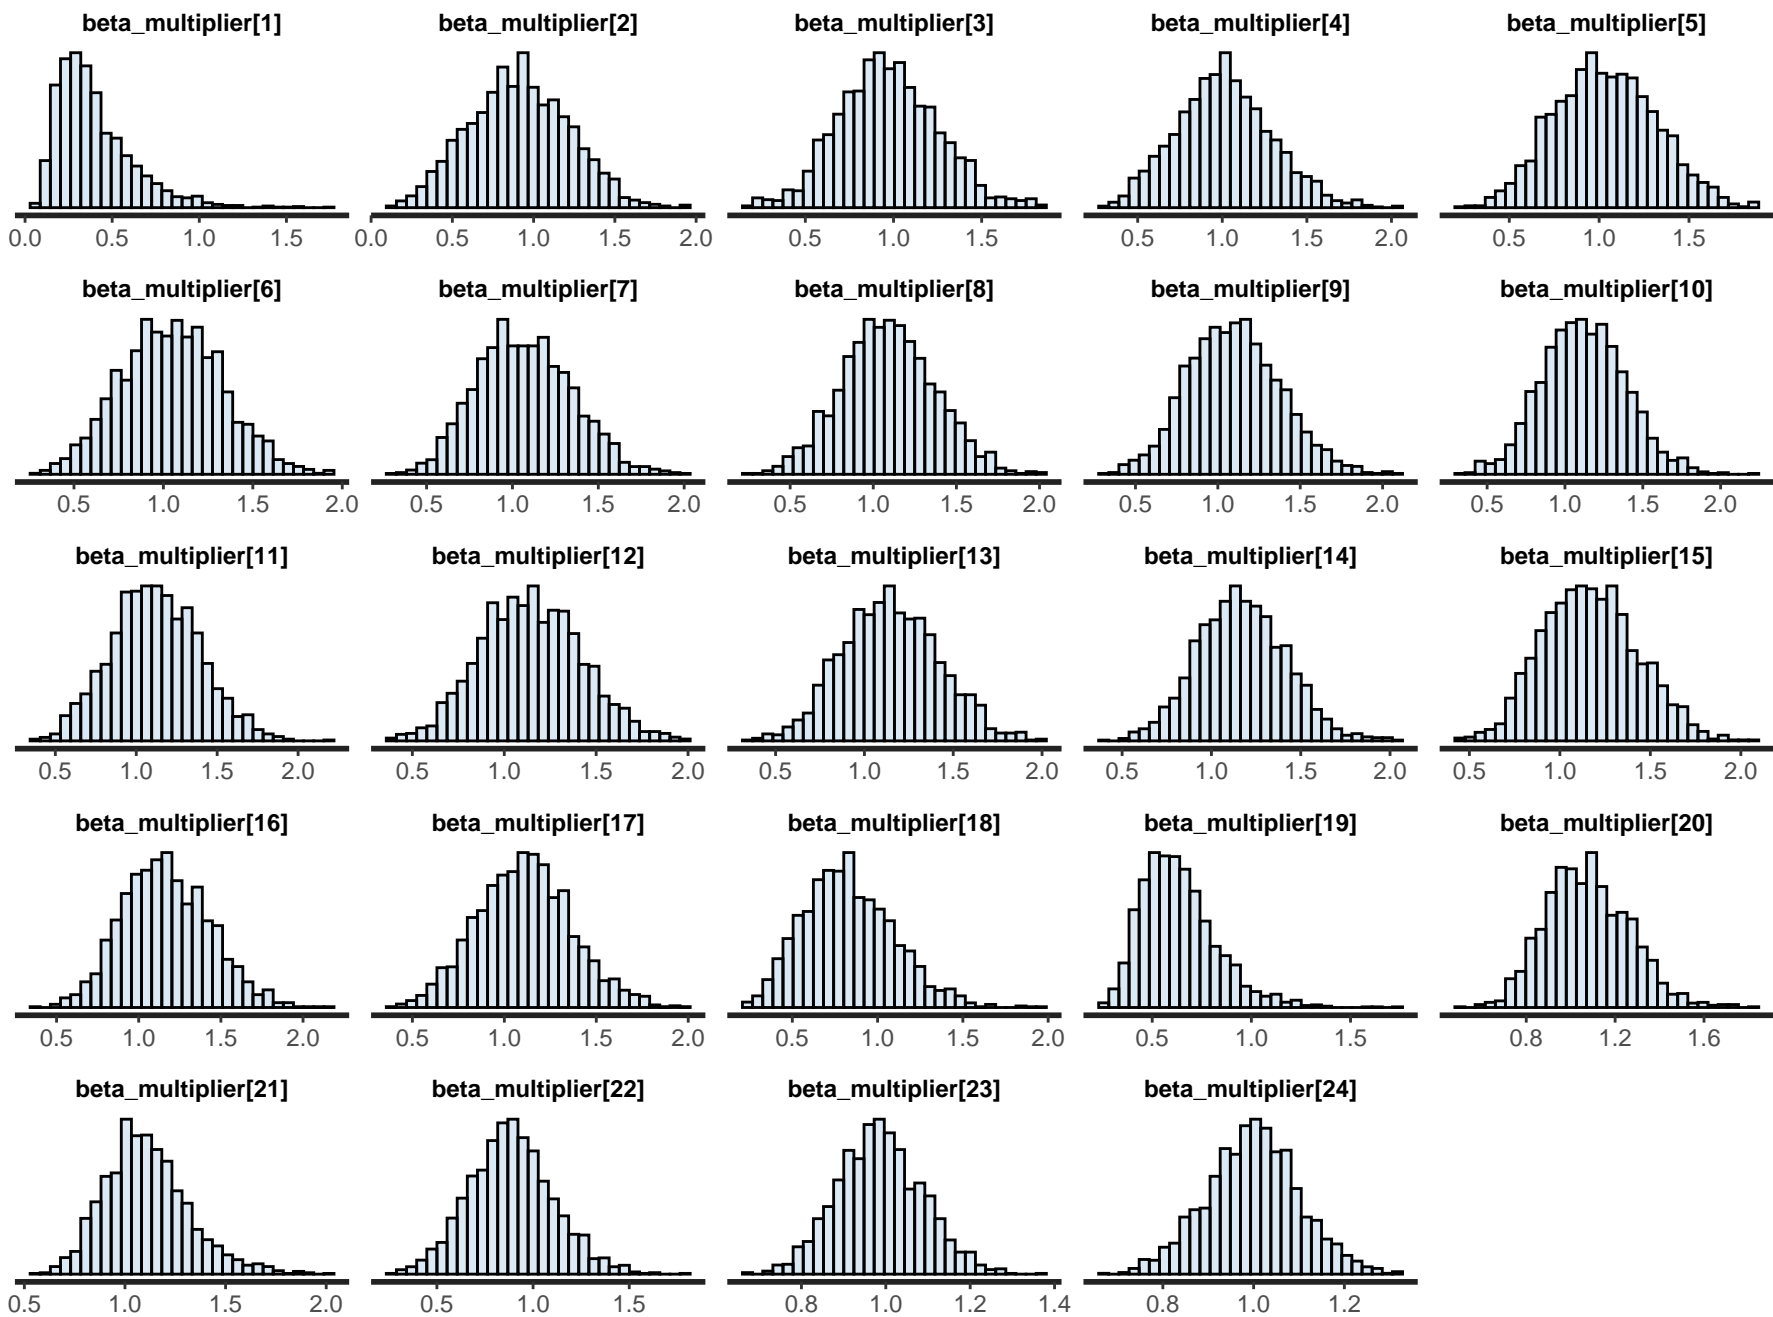 beta_multiplier[1] beta_multiplier[2] beta_multiplier[3] beta_multiplier[4] beta_multiplier[5]
0.0 0.5 1.0 1.5 0.0 0.5 1.0 1.5 2.0 0.5 1.0 1.5 0.5 1.0 1.5 2.0 0.5 1.0 1.5
beta_multiplier[6] beta_multiplier[7] beta_multiplier[8] beta_multiplier[9] beta_multiplier[10]
0.5 1.0 1.5 2.0 0.5 1.0 1.5 2.0 0.5 1.0 1.5 2.0 0.5 1.0 1.5 2.0 0.5 1.0 1.5 2.0
beta_multiplier[11] beta_multiplier[12] beta_multiplier[13] beta_multiplier[14] beta_multiplier[15]
0.5 1.0 1.5 2.0 0.5 1.0 1.5 2.0 0.5 1.0 1.5 2.0 0.5 1.0 1.5 2.0 0.5 1.0 1.5 2.0
beta_multiplier[16] beta_multiplier[17] beta_multiplier[18] beta_multiplier[19] beta_multiplier[20]
0.5 1.0 1.5 2.0 0.5 1.0 1.5 2.0 0.5 1.0 1.5 2.0 0.5 1.0 1.5 0.8 1.2 1.6
beta_multiplier[21] beta_multiplier[22] beta_multiplier[23] beta_multiplier[24]
0.5 1.0 1.5 2.0 0.5 1.0 1.5 0.8 1.0 1.2 1.4 0.8 1.0 1.2